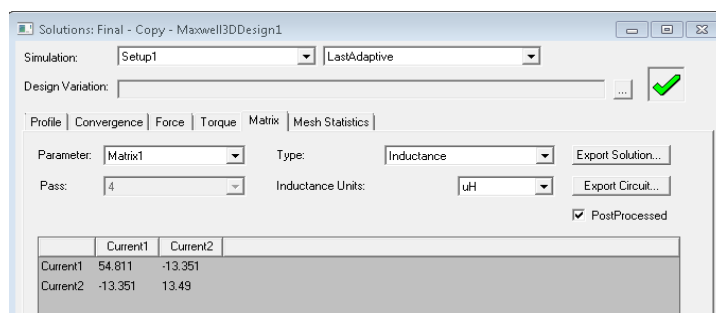 Solutions: Final - Copy - Maxwell3DDesign1
Simulation: Setup1 LastAdaptive
Design Variation: ...
Profile Convergence Force Torque Matrix Mesh Statistics
Parameter: Matrix1 Type: Inductance Export Solution...
Pass: 4 Inductance Units: uH Export Circuit...
PostProcessed
Current1 Current2
Current1 54.811 -13.351
Current2 -13.351 13.49